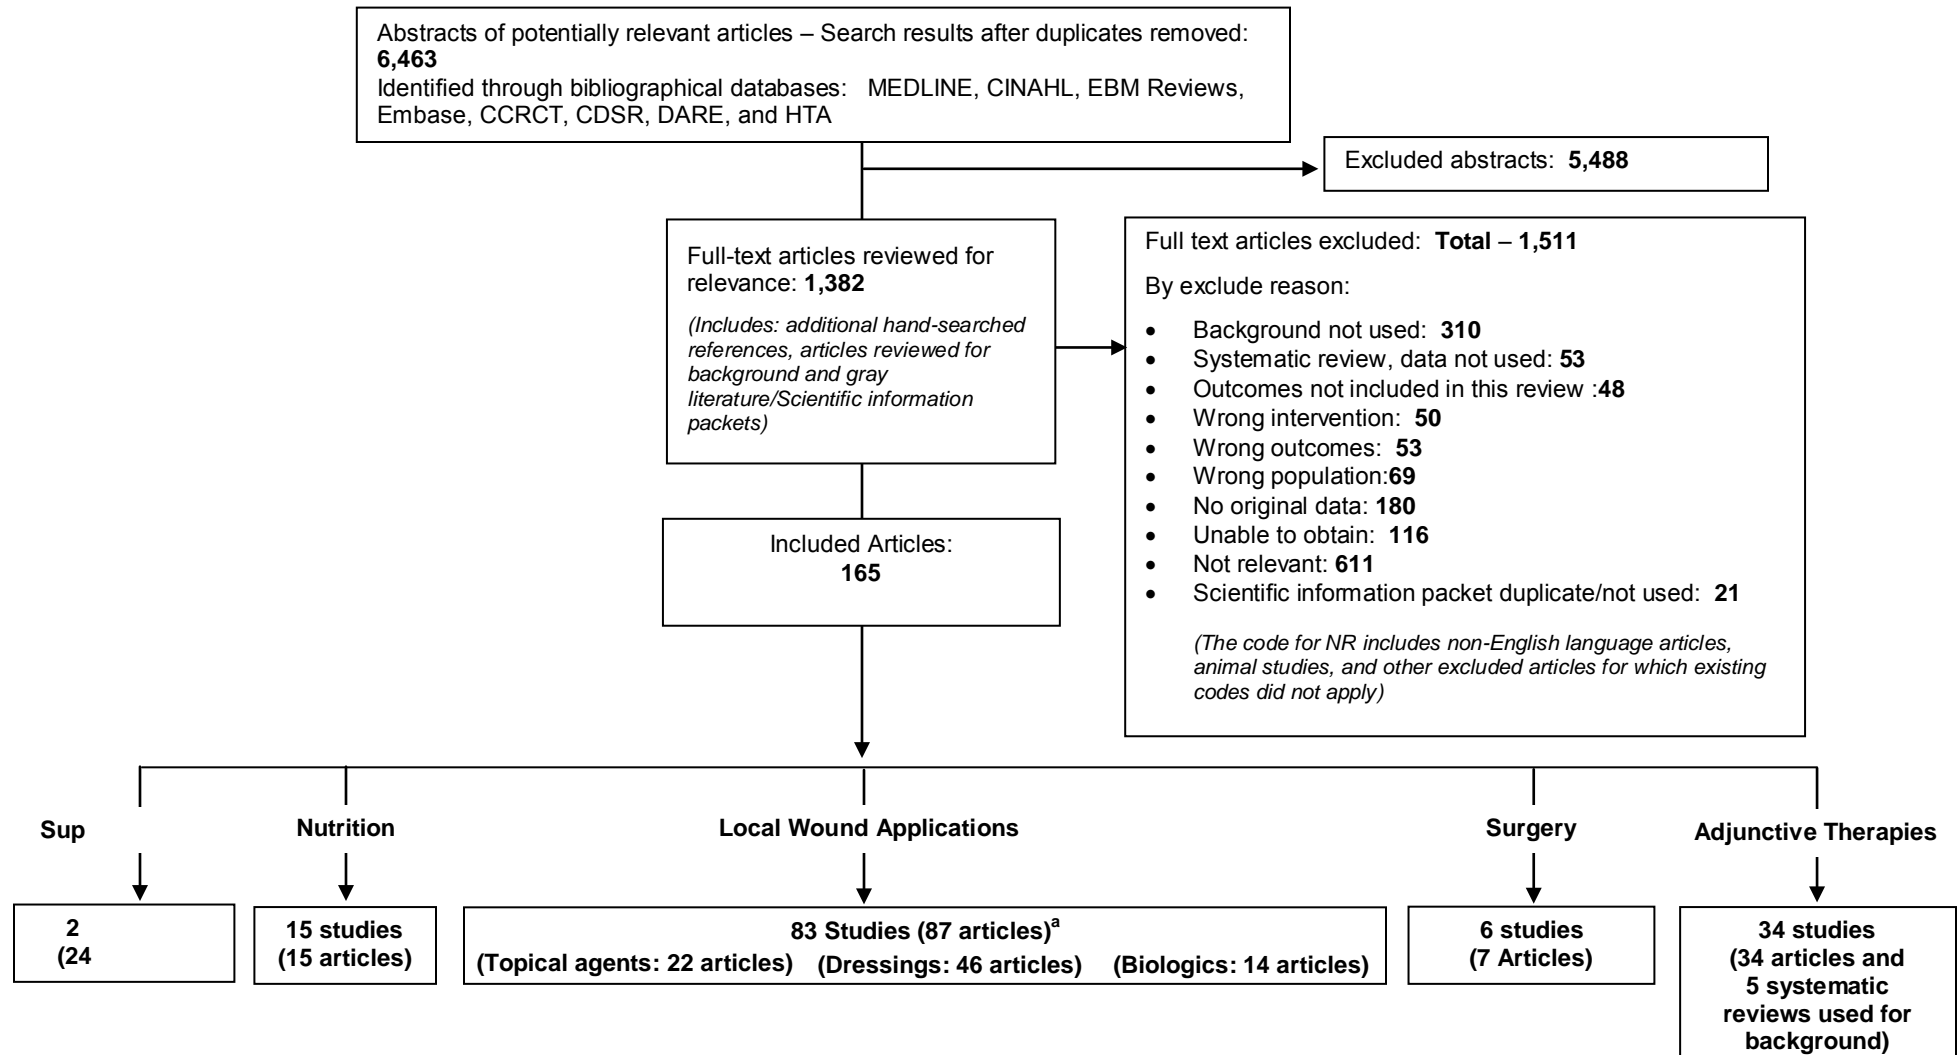 Abstracts of potentially relevant articles – Search results after duplicates removed:
6,463
Identified through bibliographical databases: MEDLINE, CINAHL, EBM Reviews,
Embase, CCRCT, CDSR, DARE, and HTA
Excluded abstracts: 5,488
Full-text articles reviewed for
relevance: 1,382
(Includes: additional hand-searched
references, articles reviewed for
background and gray
literature/Scientific information
packets)
Full text articles excluded: Total – 1,511
By exclude reason:
• Background not used: 310
• Systematic review, data not used: 53
• Outcomes not included in this review :48
• Wrong intervention: 50
• Wrong outcomes: 53
• Wrong population:69
• No original data: 180
• Unable to obtain: 116
• Not relevant: 611
• Scientific information packet duplicate/not used: 21
(The code for NR includes non-English language articles,
animal studies, and other excluded articles for which existing
codes did not apply)
Included Articles:
165
Sup
Nutrition
Local Wound Applications
Surgery
Adjunctive Therapies
2
(24
15 studies
(15 articles)
83 Studies (87 articles)a
(Topical agents: 22 articles) (Dressings: 46 articles) (Biologics: 14 articles)
6 studies
(7 Articles)
34 studies
(34 articles and
5 systematic
reviews used for
background)